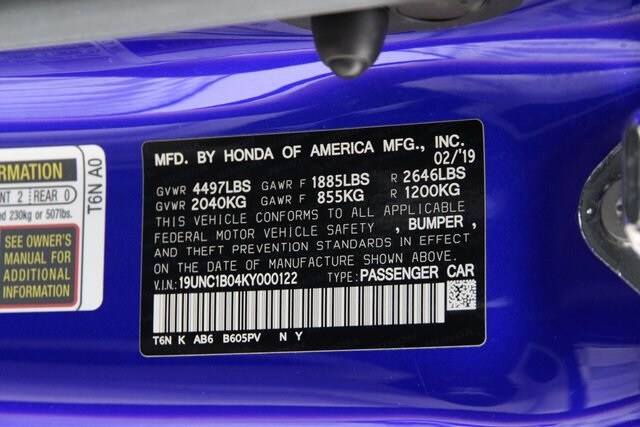 MFD. BY HONDA OF AMERICA MFG., INC.
02/'19
GVWR 4497LBS GAWR F 1885LBS R 2646LBS
GVWR 2040KG GAWR F 855KG R 1200KG
THIS VEHICLE CONFORMS TO ALL APPLICABLE
FEDERAL MOTOR VEHICLE SAFETY , BUMPER ,
AND THEFT PREVENTION STANDARDS IN EFFECT
ON THE DATE OF MANUFACTURE SHOWN ABOVE.
V.I.N: 19UNC1B04KY000122 TYPE: PASSENGER CAR
T6N K AB6 B605PV N Y
ORMATION
NT 2 REAR 0
ed 230kg or 507lbs.
SEE OWNER'S
MANUAL FOR
ADDITIONAL
INFORMATION
T6N A0